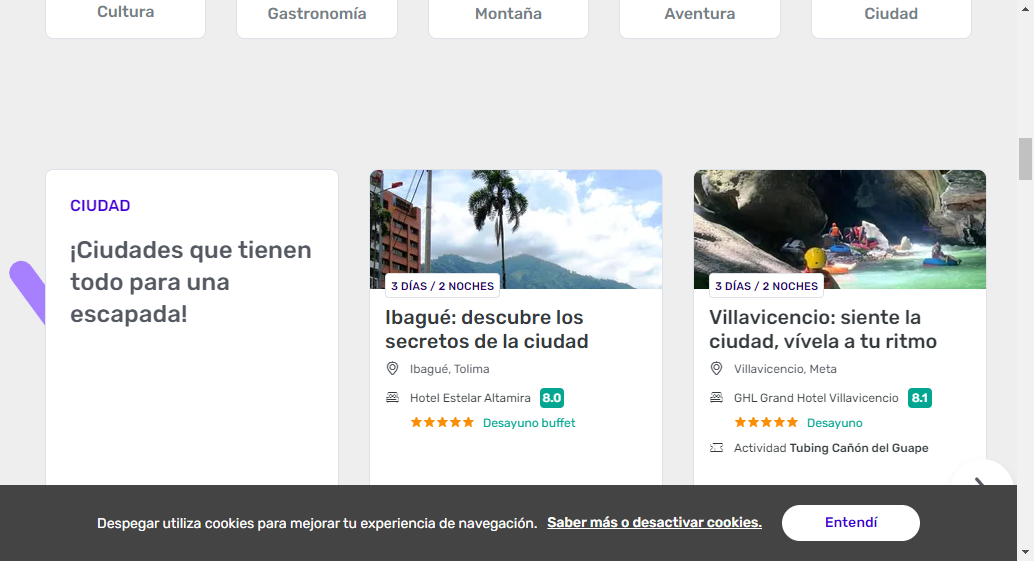 Cultura
Gastronomía
Montaña
Aventura
Ciudad
CIUDAD
¡Ciudades que tienen
todo para una
escapada!
3 DÍAS / 2 NOCHES
Ibagué: descubre los
secretos de la ciudad
Ibagué, Tolima
Hotel Estelar Altamira 8.0
Desayuno buffet
3 DÍAS / 2 NOCHES
Villavicencio: siente la
ciudad, vívela a tu ritmo
Villavicencio, Meta
GHL Grand Hotel Villavicencio 8.1
Desayuno
Actividad Tubing Cañón del Guape
Despegar utiliza cookies para mejorar tu experiencia de navegación. Saber más o desactivar cookies. Entendí